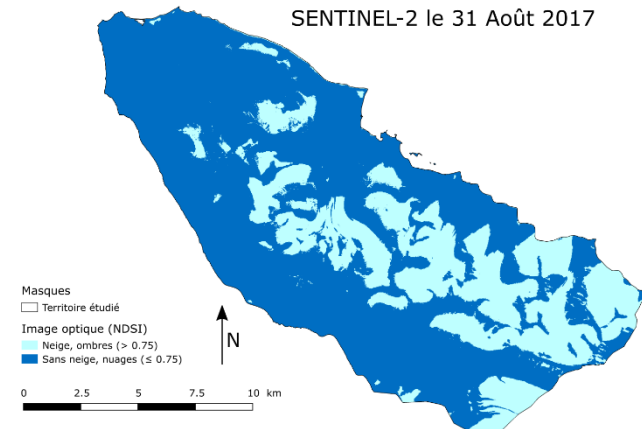 SENTINEL-2 le 31 Août 2017
Masques
Territoire étudié
Image optique (NDSI)
Neige, ombres (> 0.75)
Sans neige, nuages (≤ 0.75)
N
0 2.5 5 7.5 10 km